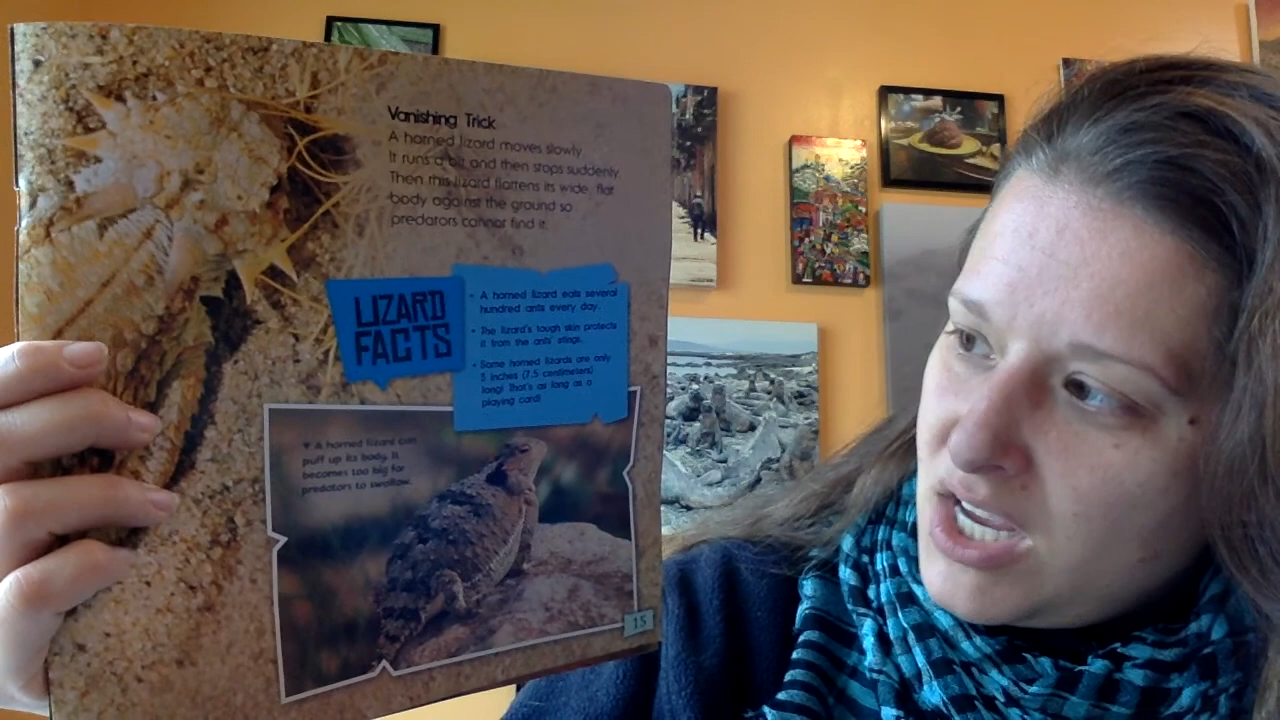 Vanishing Trick
A horned lizard moves slowly.
It runs a bit and then stops suddenly.
Then this lizard flattens its wide, flat
body against the ground so
predators cannot find it.
LIZARD
FACTS
• A horned lizard eats several
hundred ants every day.
• The lizard's tough skin protects
it from the ants' stings.
• Some horned lizards are only
3 inches (7.5 centimeters)
long! That's as long as a
playing card!
▼ A horned lizard can
puff up its body. It
becomes too big for
predators to swallow.
15